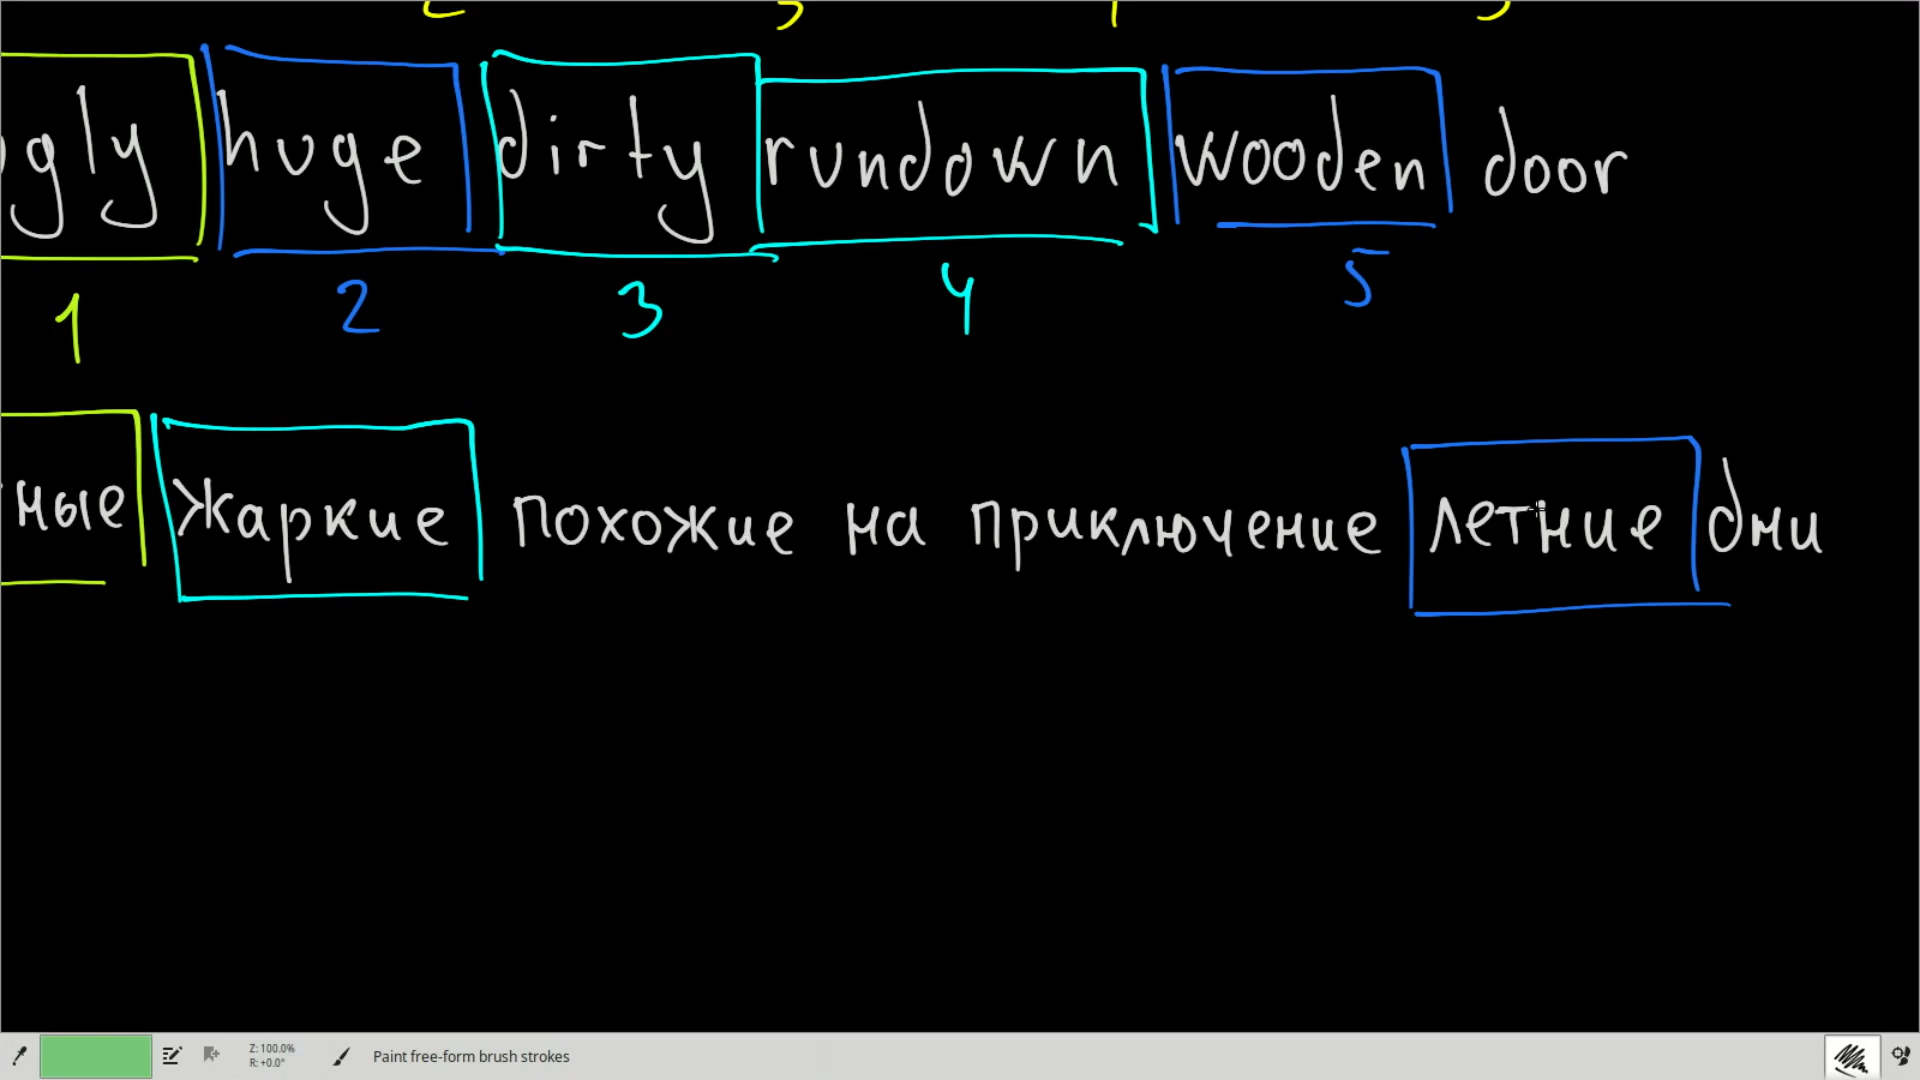 ugly huge dirty rundown wooden door
1 2 3 4 5
ные жаркие похожие на приключение летние дни
Z: 100.0%
R: +0.0°
Paint free-form brush strokes